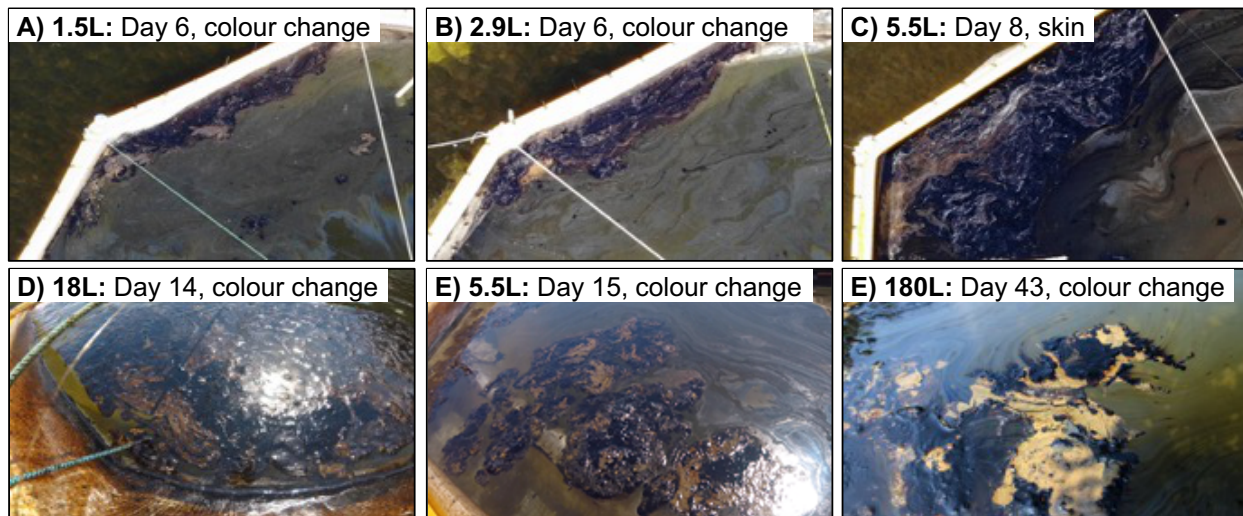 A) 1.5L: Day 6, colour change
B) 2.9L: Day 6, colour change
C) 5.5L: Day 8, skin
D) 18L: Day 14, colour change
E) 5.5L: Day 15, colour change
E) 180L: Day 43, colour change